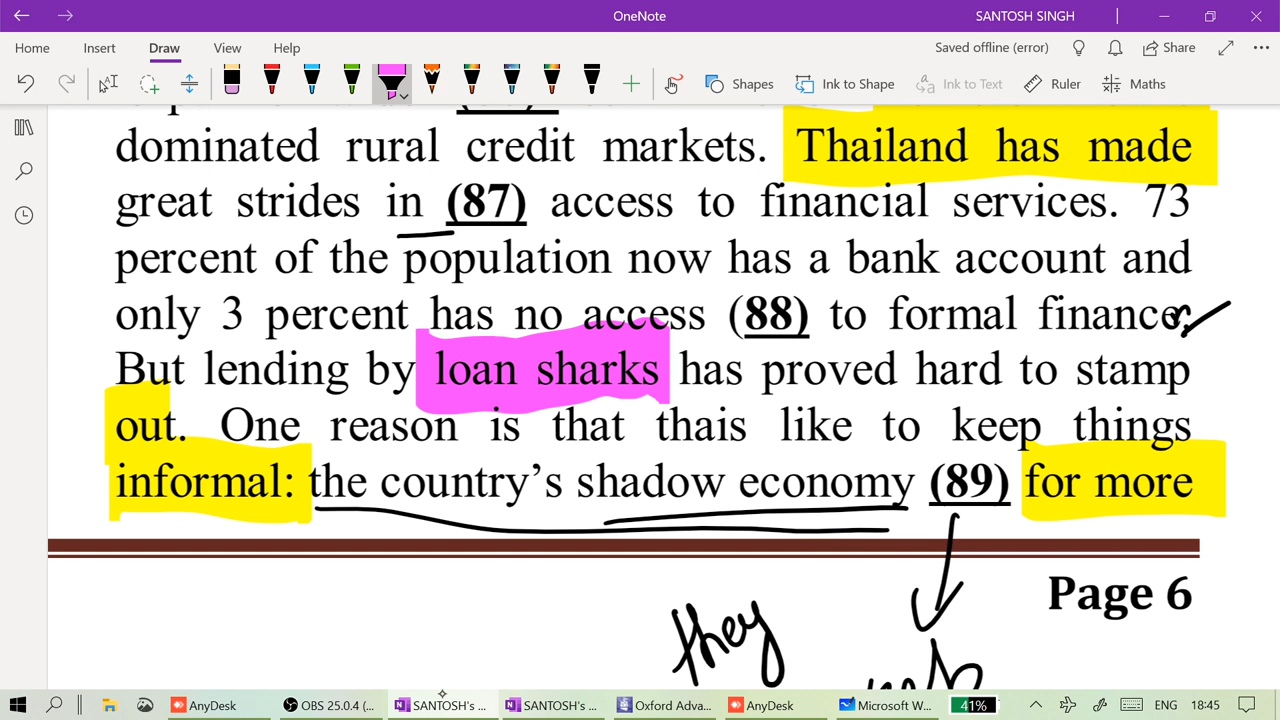 OneNote
SANTOSH SINGH
Home Insert Draw View Help
Saved offline (error)
Share
Shapes
Ink to Shape
Ink to Text
Ruler
Maths
dominated rural credit markets. Thailand has made
great strides in (87) access to financial services. 73
percent of the population now has a bank account and
only 3 percent has no access (88) to formal finance.
But lending by loan sharks has proved hard to stamp
out. One reason is that thais like to keep things
informal: the country’s shadow economy (89) for more
Page 6
they
AnyDesk
OBS 25.0.4 (...
SANTOSH's ...
SANTOSH's ...
Oxford Adva...
AnyDesk
Microsoft W...
41%
ENG
18:45